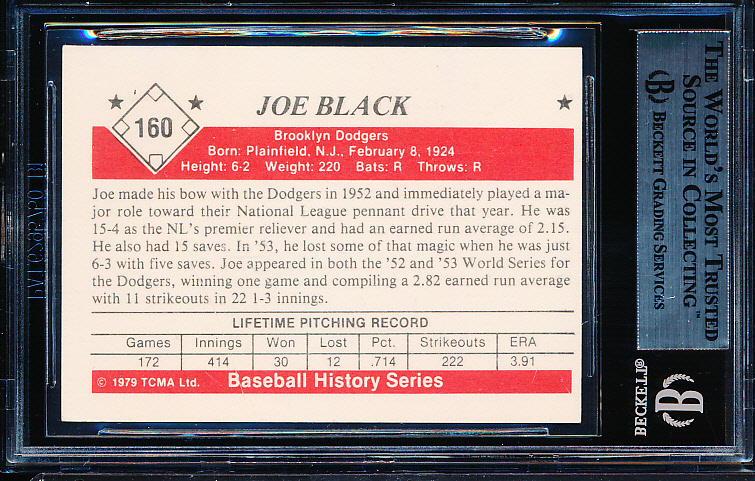 160
JOE BLACK
Brooklyn Dodgers
Born: Plainfield, N.J., February 8, 1924
Height: 6-2 Weight: 220 Bats: R Throws: R
Joe made his bow with the Dodgers in 1952 and immediately played a ma-
jor role toward their National League pennant drive that year. He was
15-4 as the NL's premier reliever and had an earned run average of 2.15.
He also had 15 saves. In '53, he lost some of that magic when he was just
6-3 with five saves. Joe appeared in both the '52 and '53 World Series for
the Dodgers, winning one game and compiling a 2.82 earned run average
with 11 strikeouts in 22 1-3 innings.
LIFETIME PITCHING RECORD
Games Innings Won Lost Pct. Strikeouts ERA
172 414 30 12 .714 222 3.91
© 1979 TCMA Ltd. Baseball History Series
THE WORLD'S MOST TRUSTED
SOURCE IN COLLECTING™
(B) BECKETT GRADING SERVICES
BECKETT
B